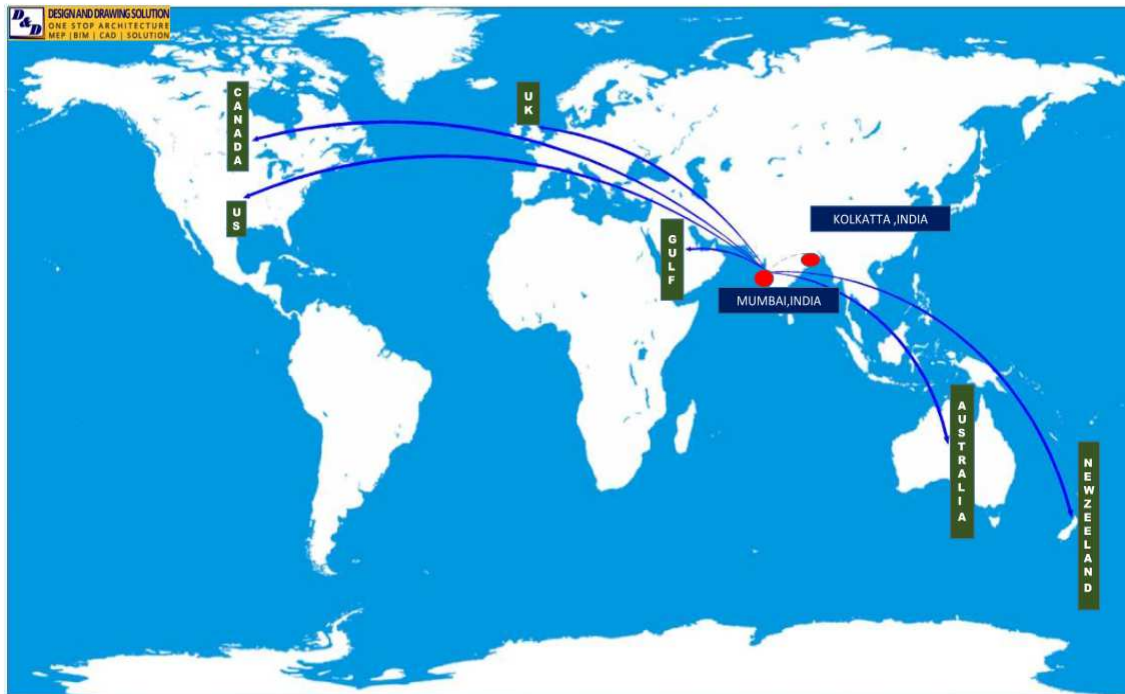 D&D
DESIGN AND DRAWING SOLUTION
ONE STOP ARCHITECTURE
MEP | BIM | CAD | SOLUTION
CANADA
UK
US
GULF
KOLKATTA ,INDIA
MUMBAI,INDIA
AUSTRALIA
NEWZEELAND